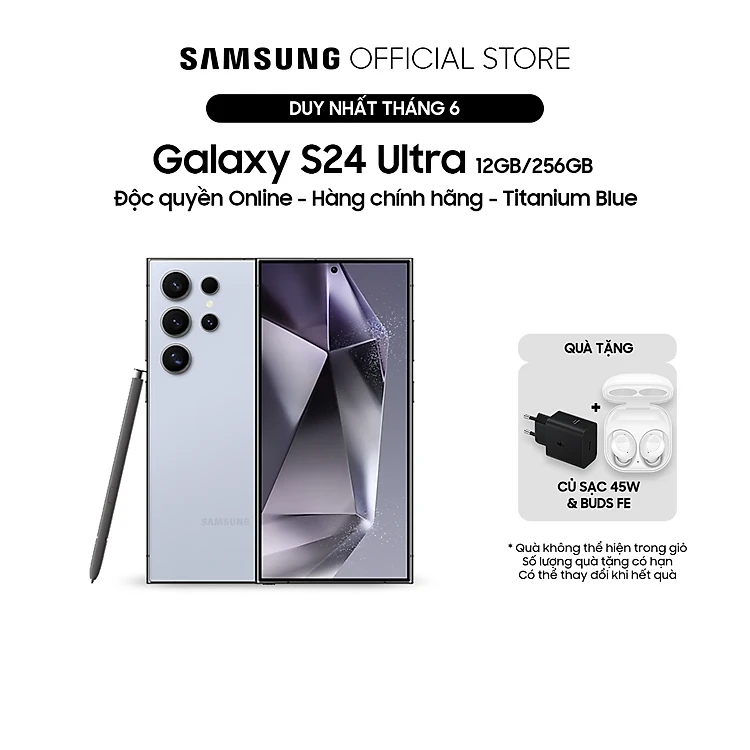 SAMSUNG OFFICIAL STORE
DUY NHẤT THÁNG 6
Galaxy S24 Ultra 12GB/256GB
Độc quyền Online - Hàng chính hãng - Titanium Blue
SAMSUNG
QUÀ TẶNG
+
CỦ SẠC 45W
& BUDS FE
* Quà không thể hiện trong giỏ
Số lượng quà tặng có hạn
Có thể thay đổi khi hết quà